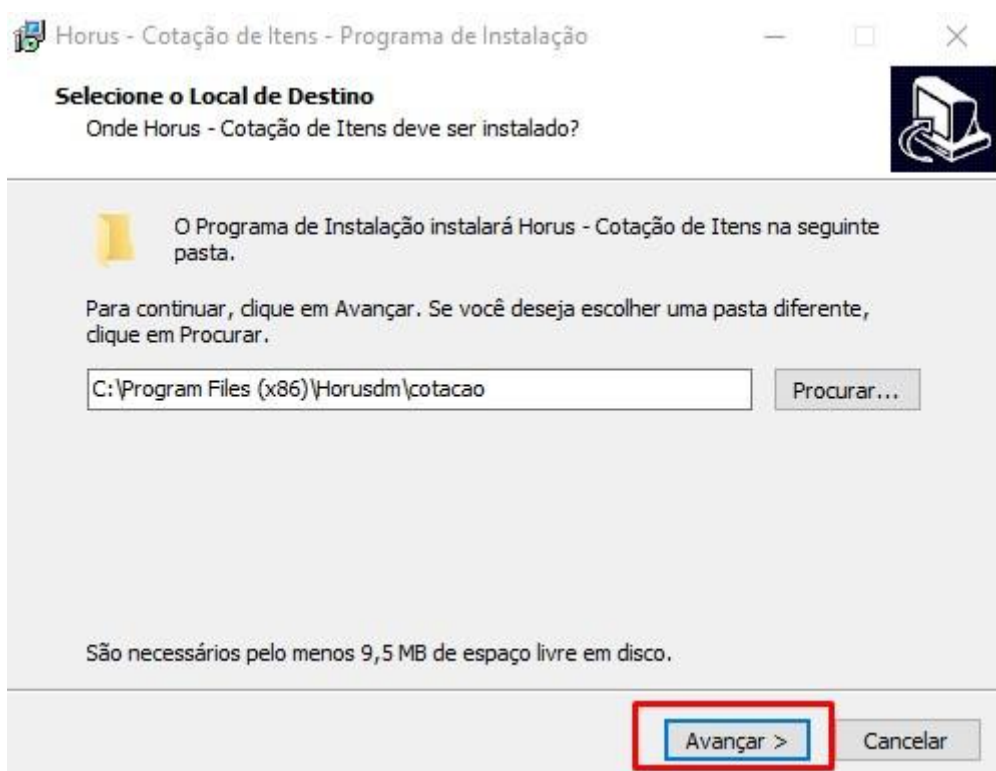 Horus - Cotação de Itens - Programa de Instalação
Selecione o Local de Destino
Onde Horus - Cotação de Itens deve ser instalado?
O Programa de Instalação instalará Horus - Cotação de Itens na seguinte
pasta.
Para continuar, clique em Avançar. Se você deseja escolher uma pasta diferente,
clique em Procurar.
C:\Program Files (x86)\Horusdm\cotacao
Procurar...
São necessários pelo menos 9,5 MB de espaço livre em disco.
Avançar >
Cancelar